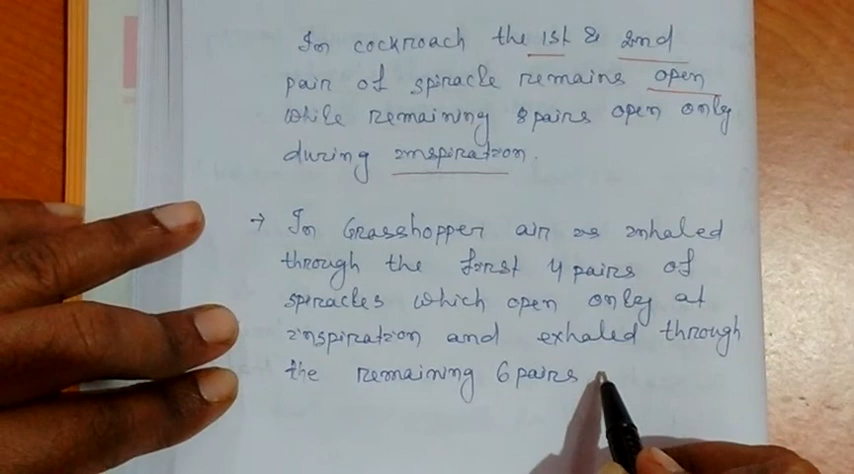 In cockroach the 1st & 2nd
pair of spiracle remains open
while remaining 8 pairs open only
during inspiration.
→ In Grasshopper air is inhaled
through the first 4 pairs of
spiracles which open only at
inspiration and exhaled through
the remaining 6 pairs